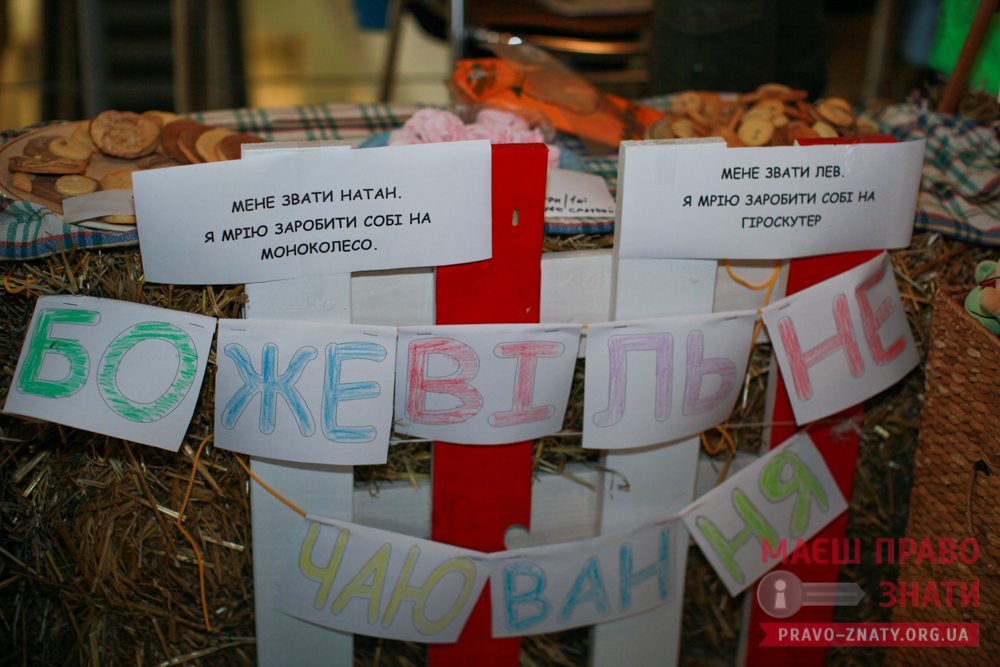 МЕНЕ ЗВАТИ НАТАН.
Я МРІЮ ЗАРОБИТИ СОБІ НА
МОНОКОЛЕСО.
МЕНЕ ЗВАТИ ЛЕВ.
Я МРІЮ ЗАРОБИТИ СОБІ НА
ГІРОСКУТЕР
БОЖЕВІЛЬНЕ
ЧАЮВАННЯ
МАЄШ ПРАВО
ЗНАТИ
PRAVO-ZNATY.ORG.UA